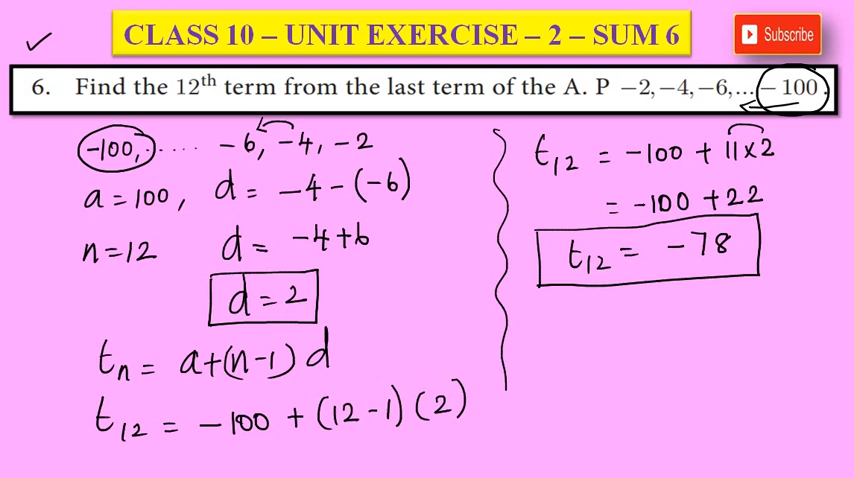 CLASS 10 – UNIT EXERCISE – 2 – SUM 6
Subscribe
6. Find the 12th term from the last term of the A. P −2, −4, −6, ... − 100.
-100, ..... -6, -4, -2
a = 100, d = -4 - (-6)
n = 12 d = -4+6
d = 2
tn = a+(n-1) d
t12 = -100 + (12-1) (2)
t12 = -100 + 11×2
= -100 + 22
t12 = -78